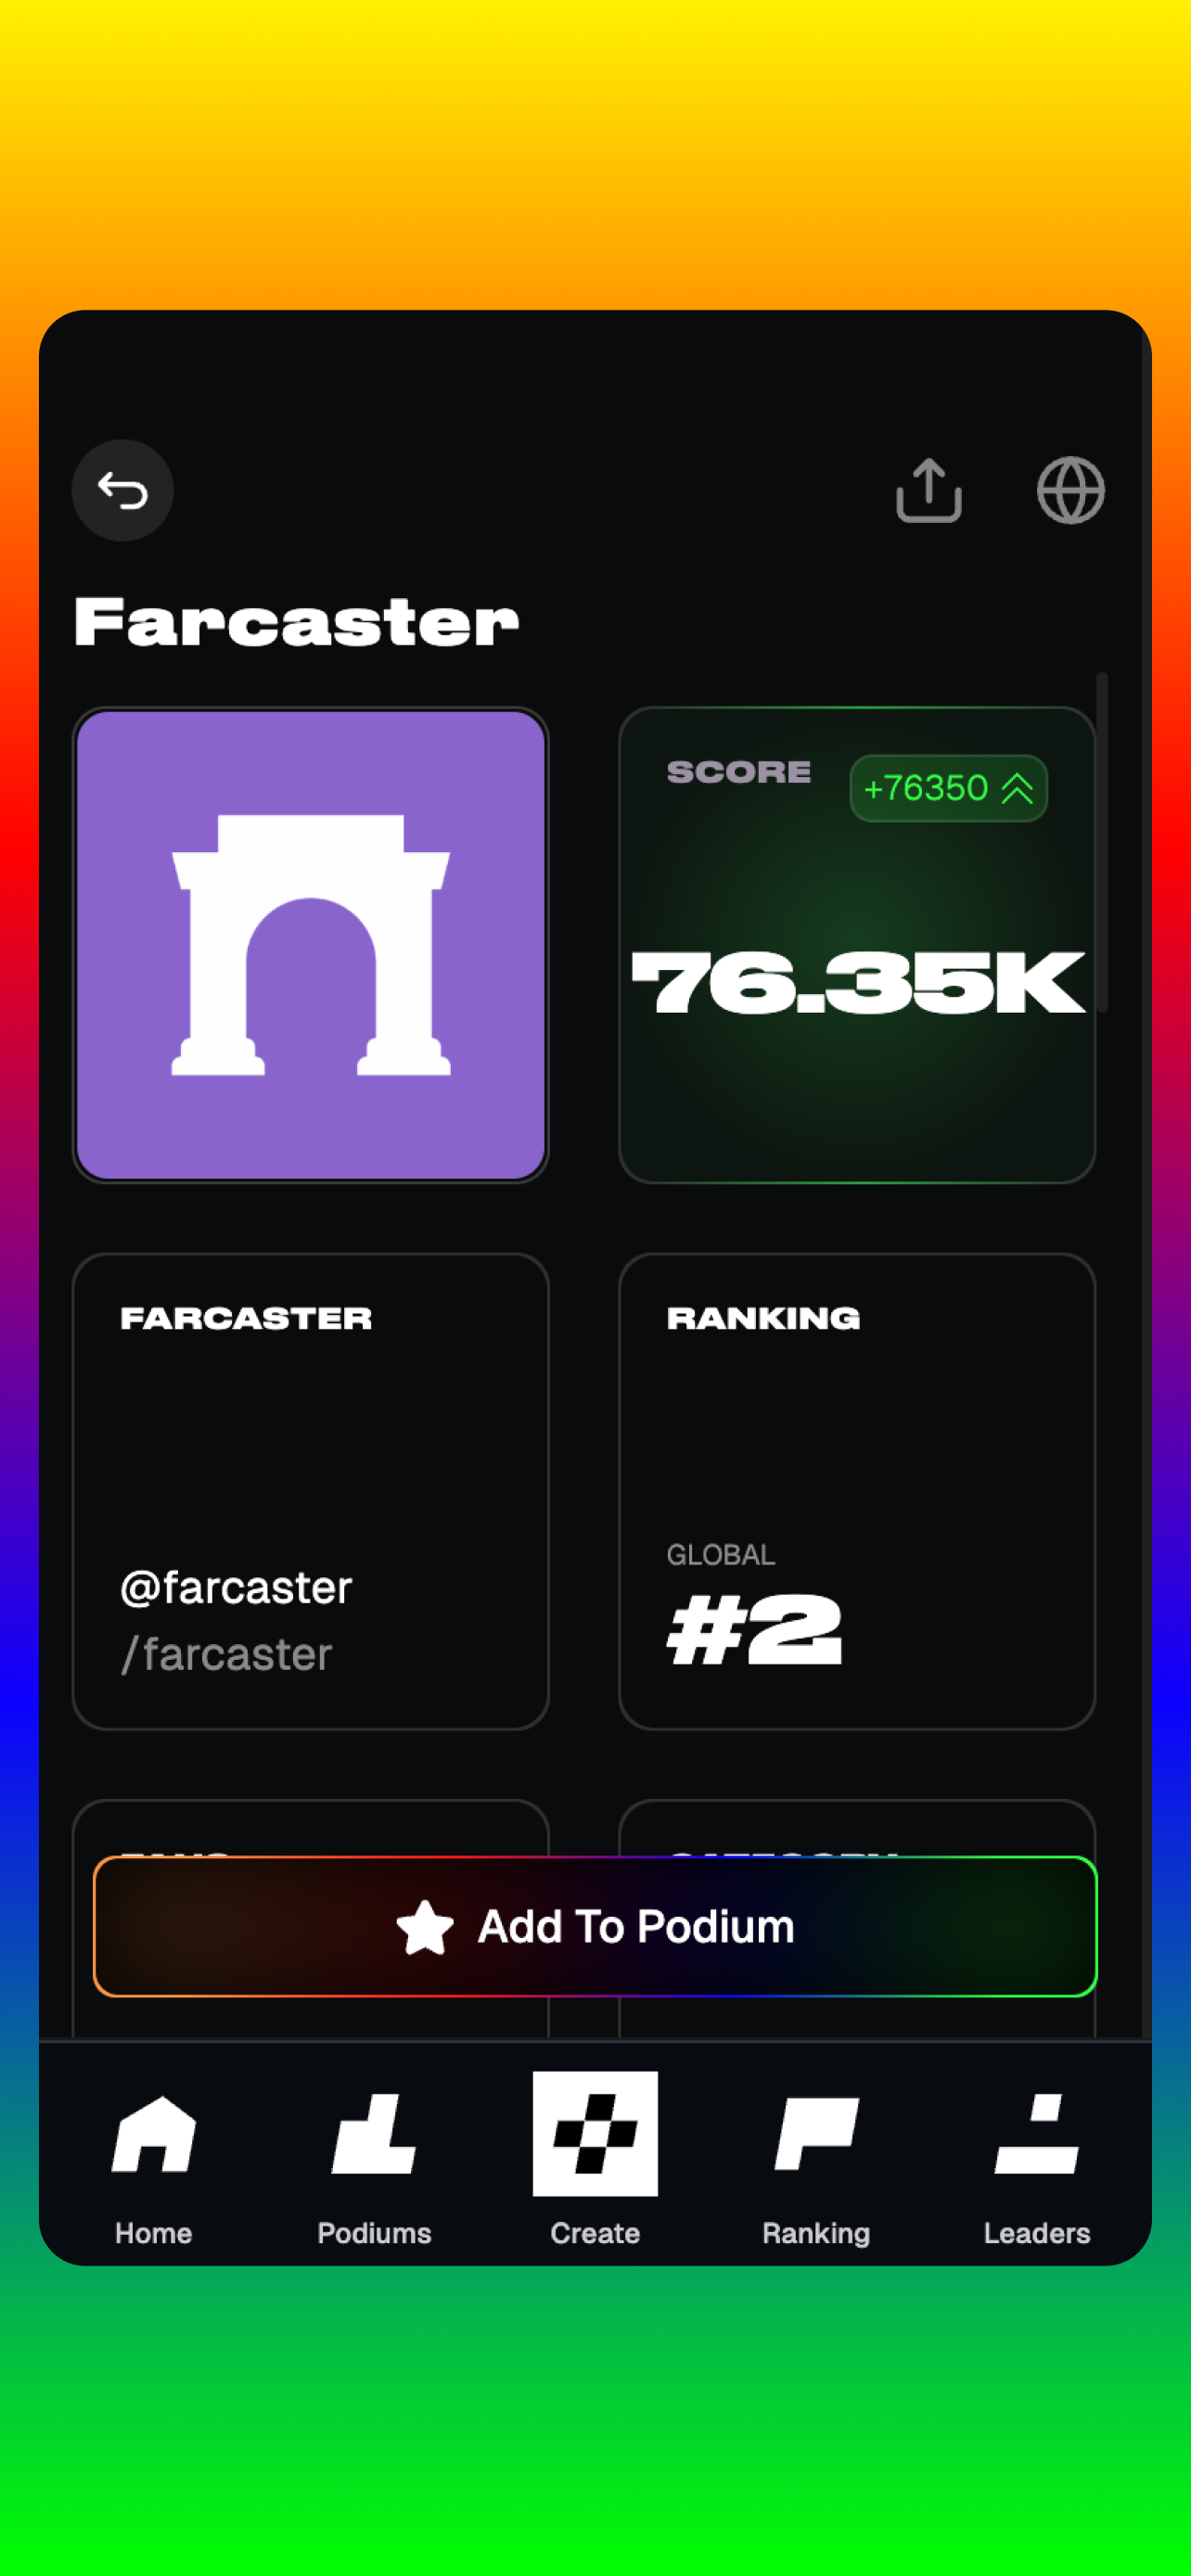 Farcaster
SCORE
+76350
76.35K
FARCASTER
@farcaster
/farcaster
RANKING
GLOBAL
#2
Add To Podium
Home
Podiums
Create
Ranking
Leaders